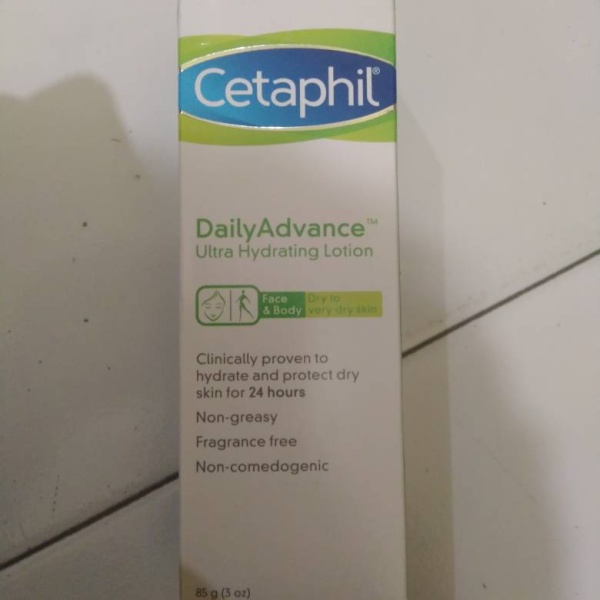 Cetaphil®
DailyAdvance™
Ultra Hydrating Lotion
Face
& Body
Dry to
very dry skin
Clinically proven to
hydrate and protect dry
skin for 24 hours
Non-greasy
Fragrance free
Non-comedogenic
85 g (3 oz)